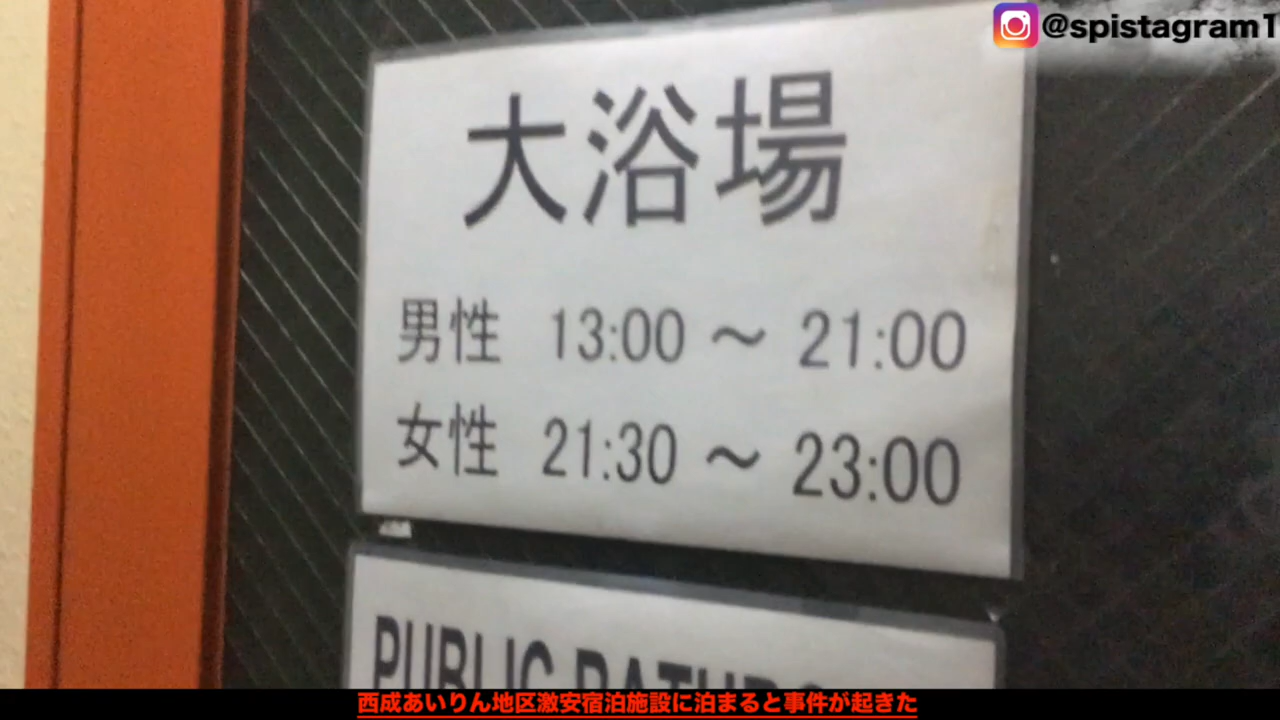 @spistagram1
大浴場
男性 13:00 ～ 21:00
女性 21:30 ～ 23:00
PUBLIC
西成あいりん地区激安宿泊施設に泊まると事件が起きた